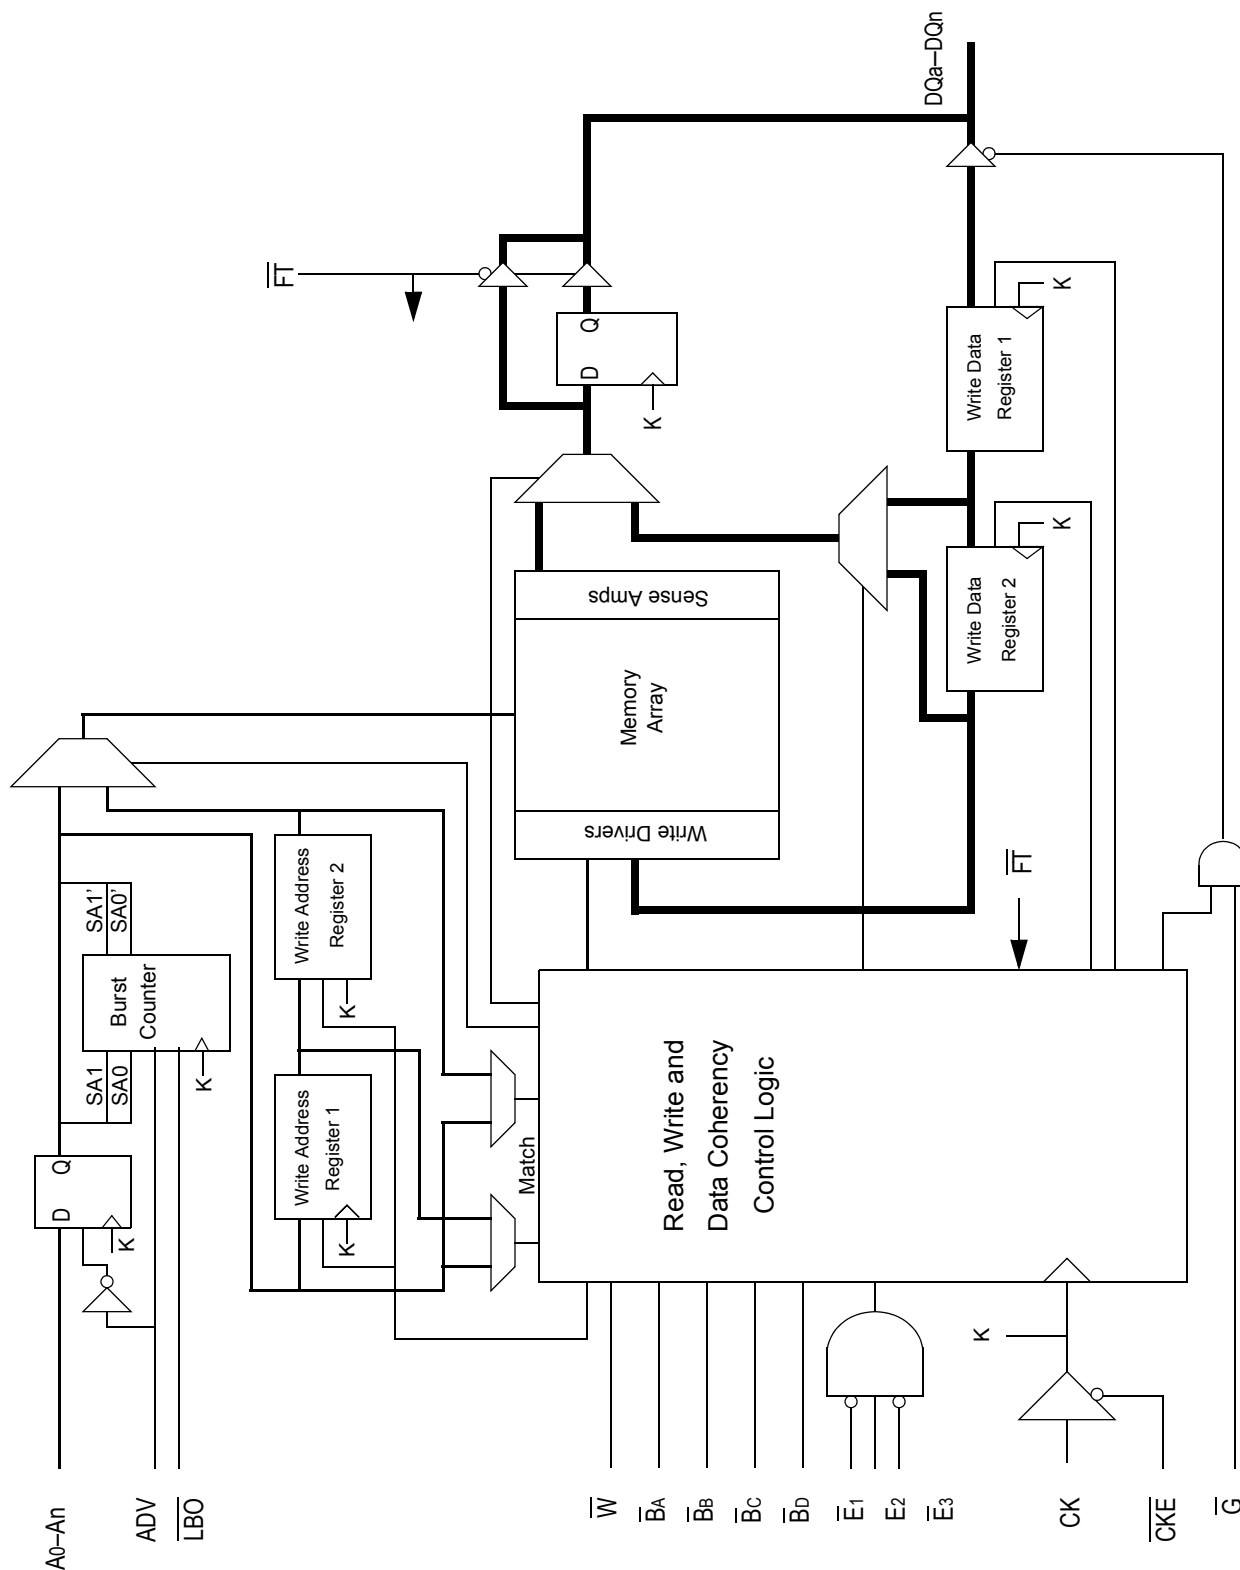 A0–An
ADV
LBO
D Q
K
SA1
SA0
Burst
Counter
SA1’
SA0’
K
Write Address
Register 1
K
Write Address
Register 2
K
Match
FT
D Q
K
Memory
Array
Write Drivers
Sense Amps
Read, Write and
Data Coherency
Control Logic
FT
W
BA
BB
BC
BD
E1
E2
E3
CK
K
CKE
G
Write Data
Register 2
K
Write Data
Register 1
K
DQa–DQn